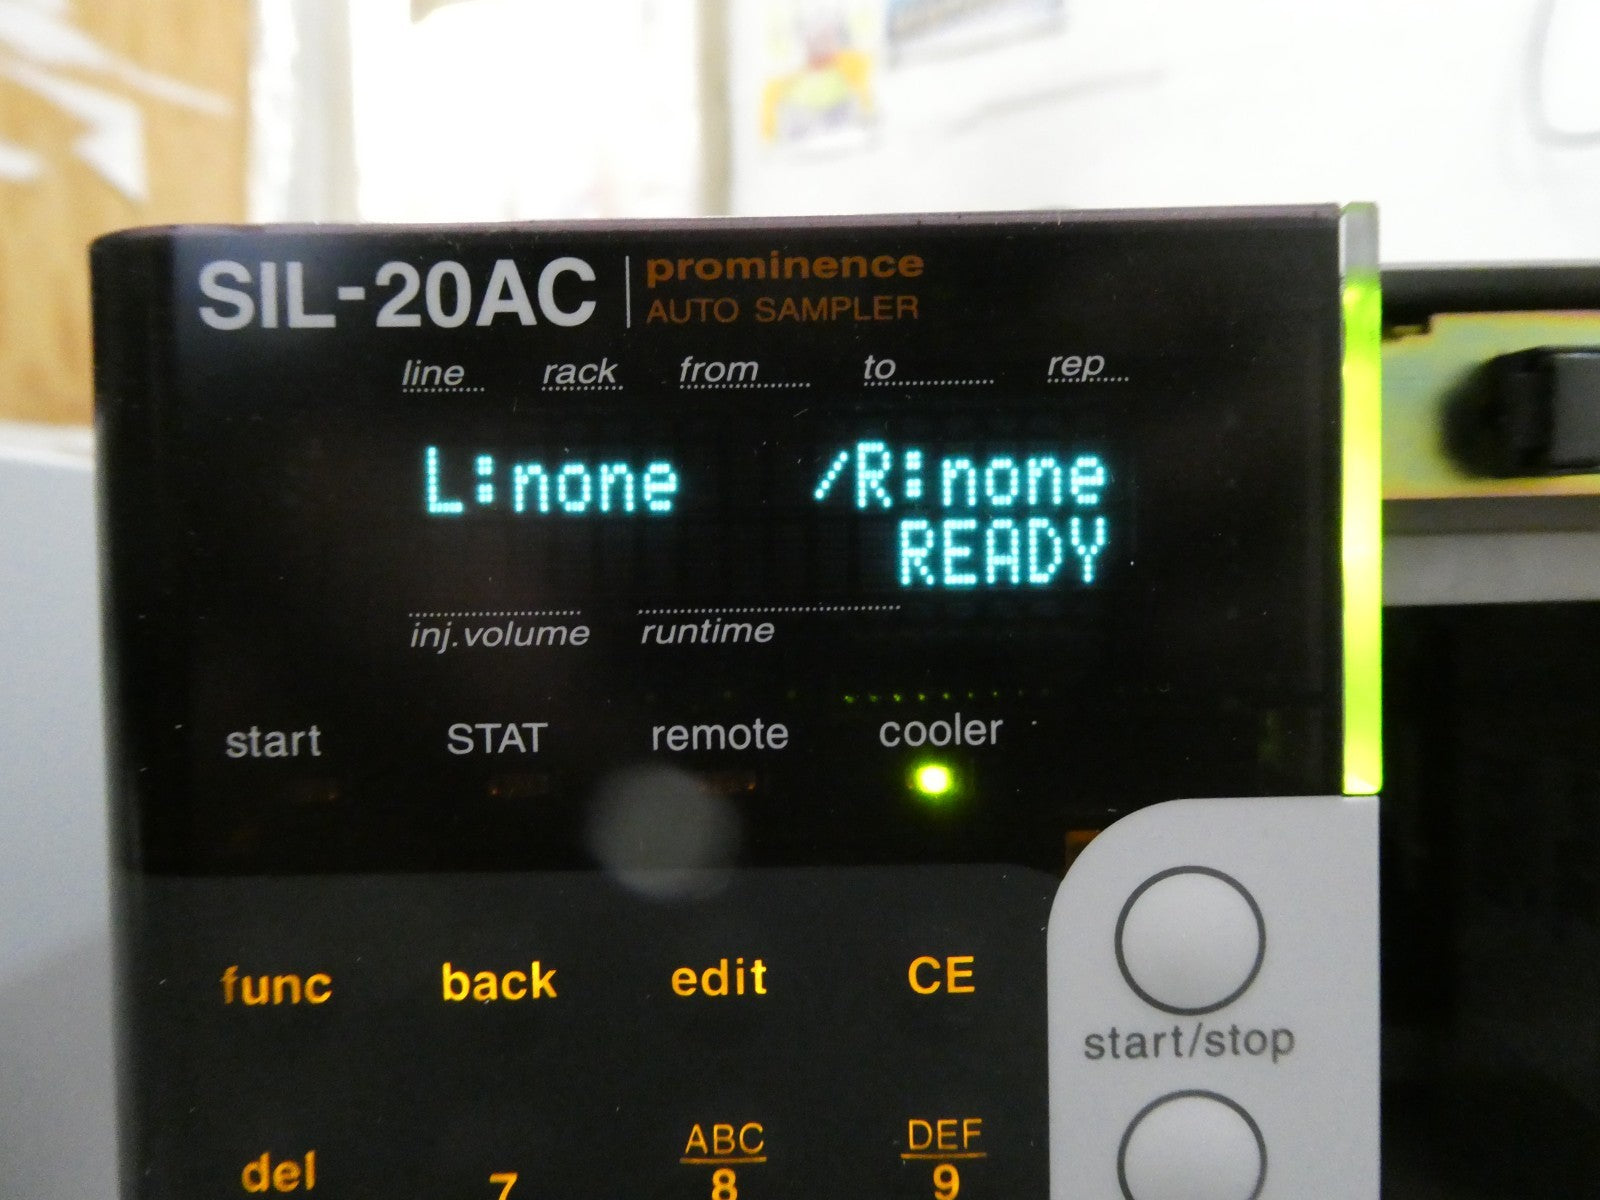 SIL-20AC prominence
AUTO SAMPLER
line rack from to rep
L:none /R:none
READY
inj.volume runtime
start STAT remote cooler
func back edit CE
start/stop
ABC DEF
del 7 8 9